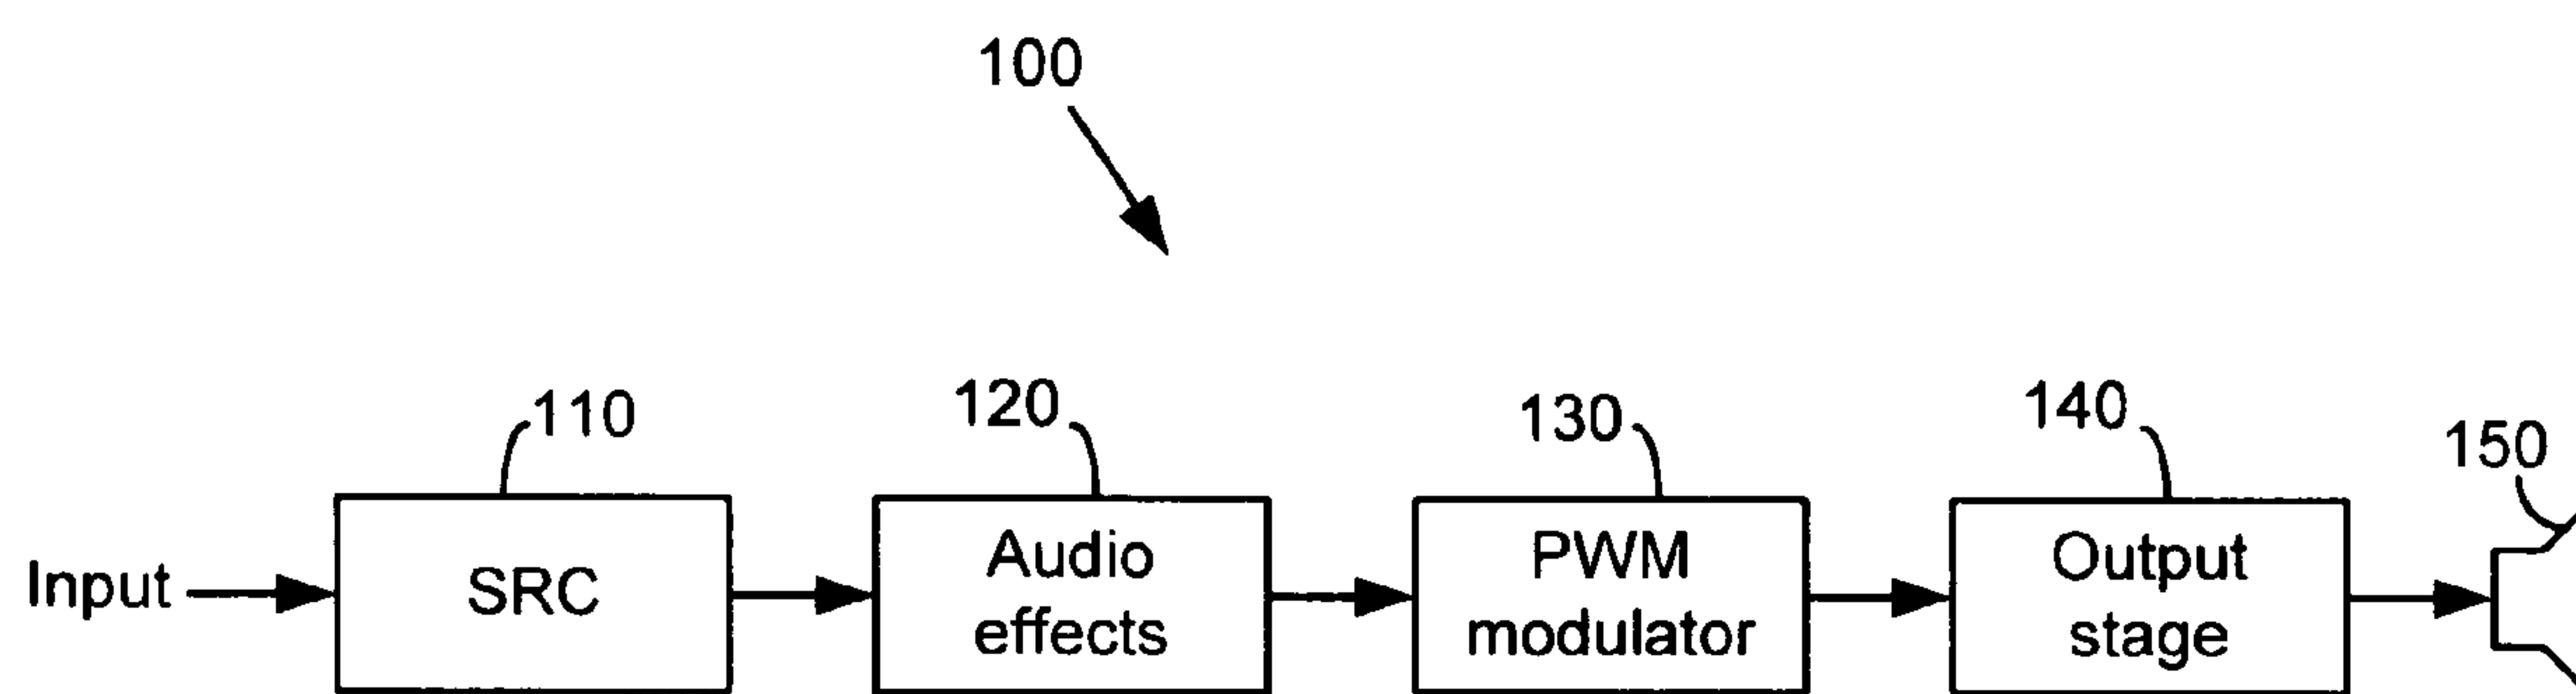 100
110
120
130
140
150
Input
SRC
Audio
effects
PWM
modulator
Output
stage